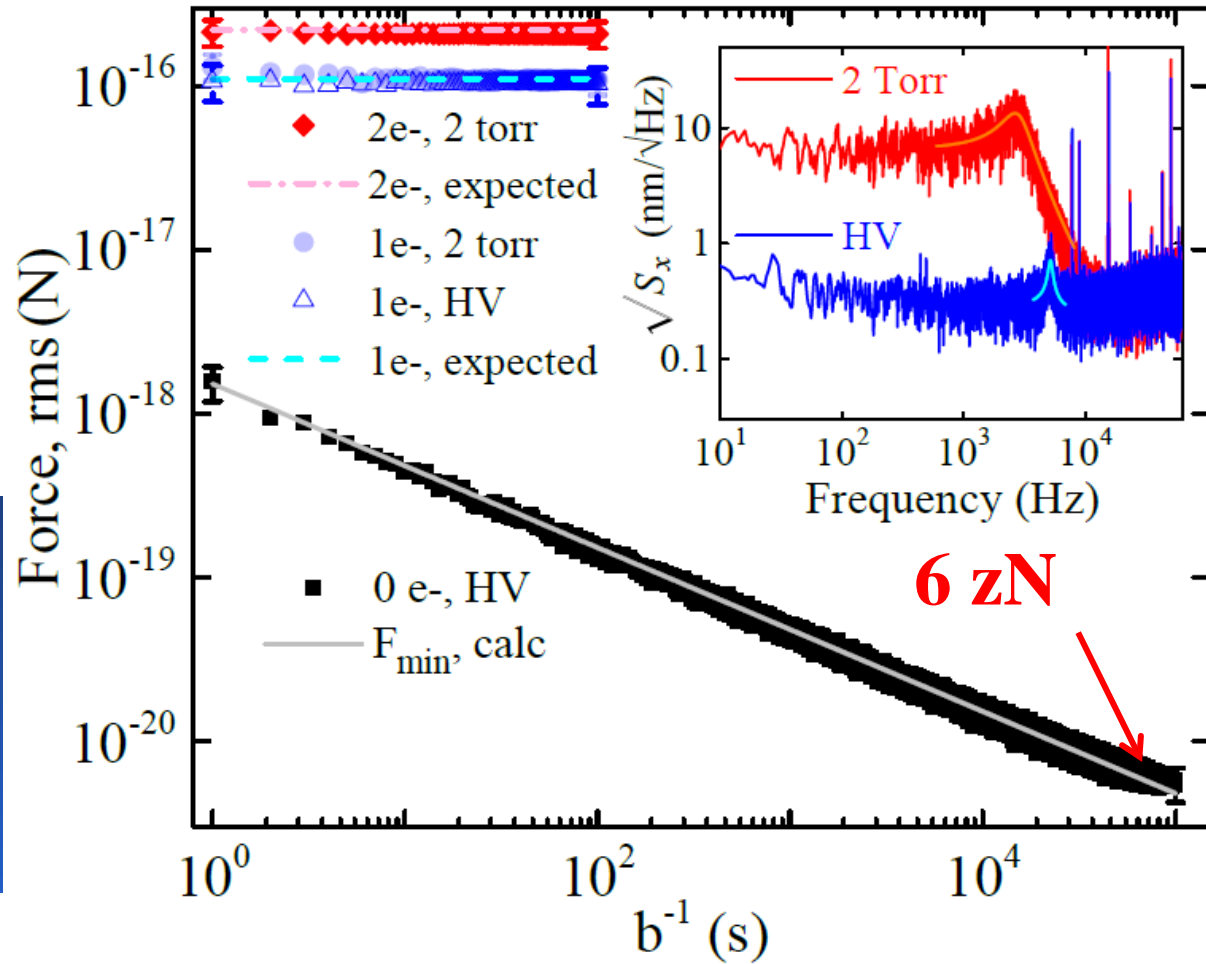 Force, rms (N)
10⁻¹⁶
10⁻¹⁷
10⁻¹⁸
10⁻¹⁹
10⁻²⁰
2e-, 2 torr
2e-, expected
1e-, 2 torr
1e-, HV
1e-, expected
0 e-, HV
F_min, calc
6 zN
10⁰
10²
10⁴
b⁻¹ (s)
√S_x (nm/√Hz)
10
1
0.1
2 Torr
HV
10¹
10²
10³
10⁴
Frequency (Hz)